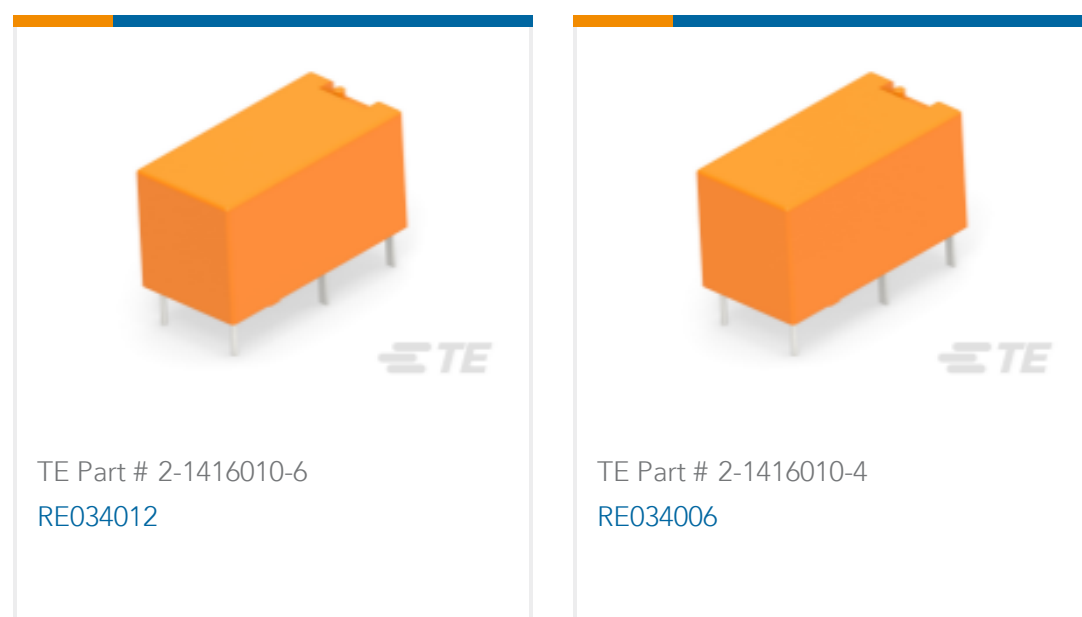 TE
TE Part # 2-1416010-6
RE034012
TE
TE Part # 2-1416010-4
RE034006